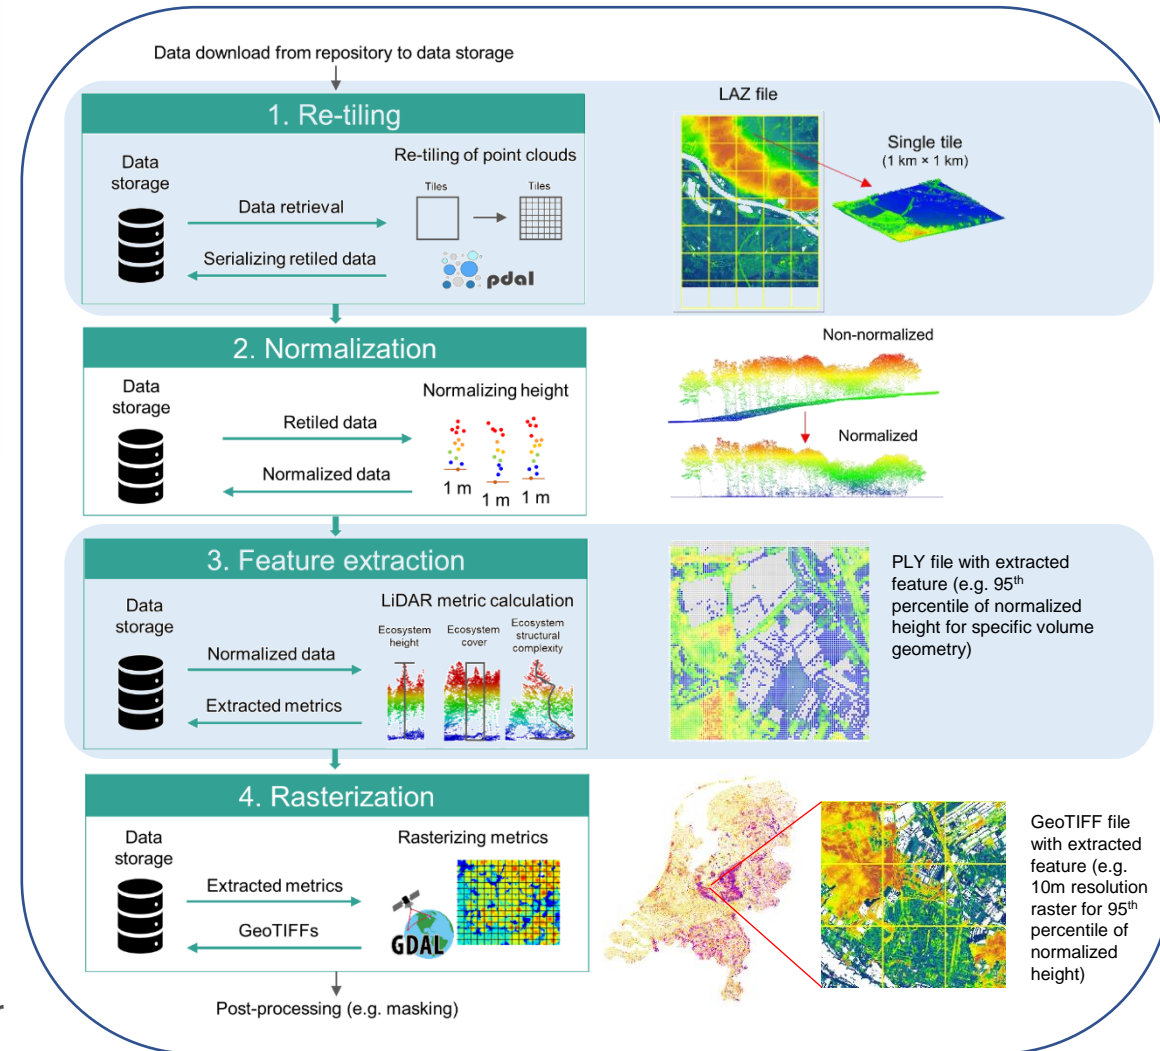 Data download from repository to data storage
1. Re-tiling
Data
storage
Re-tiling of point clouds
Tiles
Tiles
Data retrieval
Serializing retiled data
pdal
LAZ file
Single tile
(1 km × 1 km)
2. Normalization
Data
storage
Normalizing height
Retiled data
Normalized data
1 m
1 m
1 m
Non-normalized
Normalized
3. Feature extraction
Data
storage
LiDAR metric calculation
Ecosystem
height
Ecosystem
cover
Ecosystem
structural
complexity
Normalized data
Extracted metrics
PLY file with extracted
feature (e.g. 95th
percentile of normalized
height for specific volume
geometry)
4. Rasterization
Data
storage
Rasterizing metrics
Extracted metrics
GeoTIFFs
GDAL
GeoTIFF file
with extracted
feature (e.g.
10m resolution
raster for 95th
percentile of
normalized
height)
Post-processing (e.g. masking)